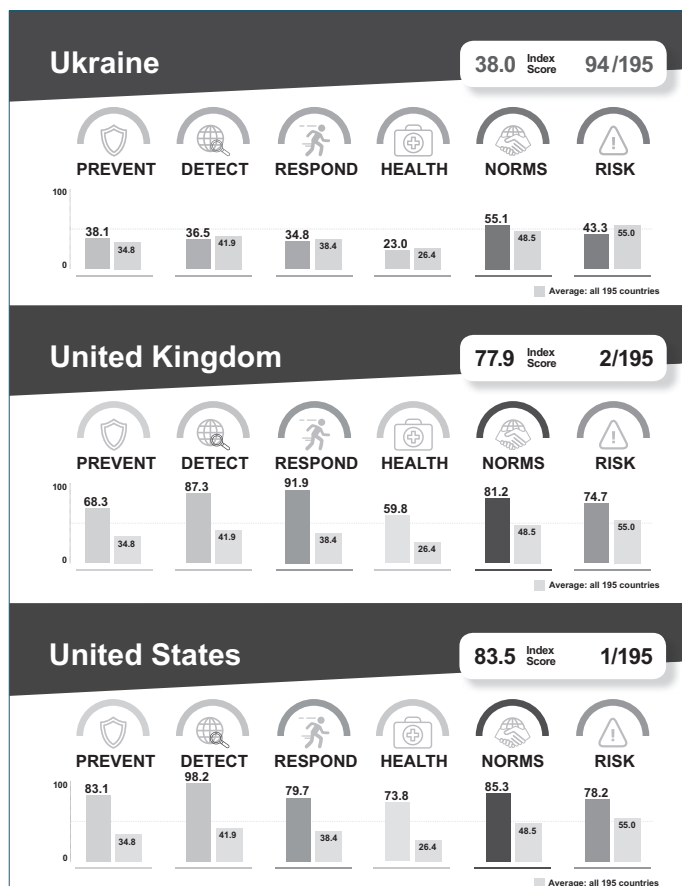 Ukraine
38.0 Index Score 94/195
PREVENT DETECT RESPOND HEALTH NORMS RISK
100
38.1 34.8 36.5 41.9 34.8 38.4 23.0 26.4 55.1 48.5 43.3 55.0
0
Average: all 195 countries
United Kingdom
77.9 Index Score 2/195
PREVENT DETECT RESPOND HEALTH NORMS RISK
100
68.3 34.8 87.3 41.9 91.9 38.4 59.8 26.4 81.2 48.5 74.7 55.0
0
Average: all 195 countries
United States
83.5 Index Score 1/195
PREVENT DETECT RESPOND HEALTH NORMS RISK
100
83.1 34.8 98.2 41.9 79.7 38.4 73.8 26.4 85.3 48.5 78.2 55.0
0
Average: all 195 countries